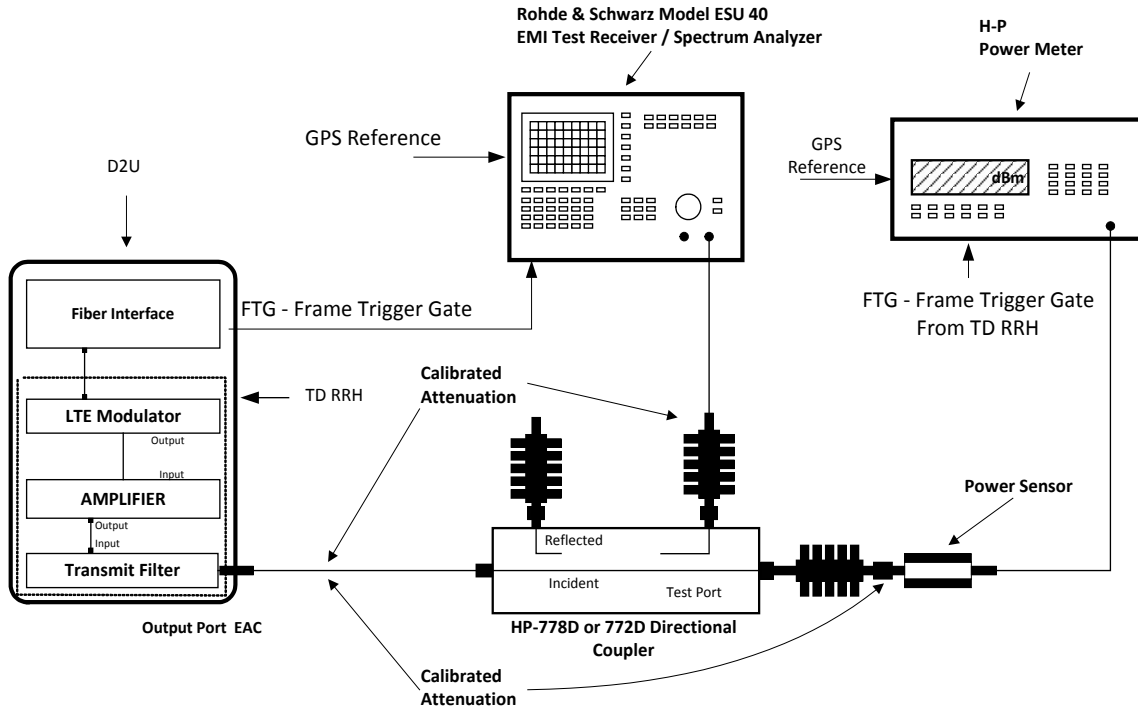 Rohde & Schwarz Model ESU 40
EMI Test Receiver / Spectrum Analyzer
H-P
Power Meter
GPS Reference
D2U
GPS
Reference
dBm
Fiber Interface
FTG - Frame Trigger Gate
FTG - Frame Trigger Gate
From TD RRH
Calibrated
Attenuation
TD RRH
LTE Modulator
Output
Input
AMPLIFIER
Output
Input
Transmit Filter
Power Sensor
Reflected
Incident
Test Port
Output Port EAC
HP-778D or 772D Directional
Coupler
Calibrated
Attenuation